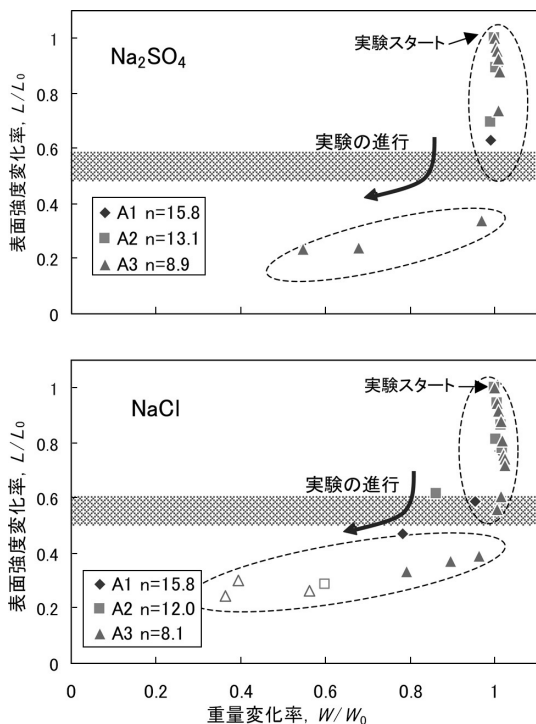 実験スタート
Na₂SO₄
実験の進行
A1 n=15.8
A2 n=13.1
A3 n=8.9
表面強度変化率, L/L₀
1
0.8
0.6
0.4
0.2
0
実験スタート
NaCl
実験の進行
A1 n=15.8
A2 n=12.0
A3 n=8.1
表面強度変化率, L/L₀
1
0.8
0.6
0.4
0.2
0
0 0.2 0.4 0.6 0.8 1
重量変化率, W/W₀